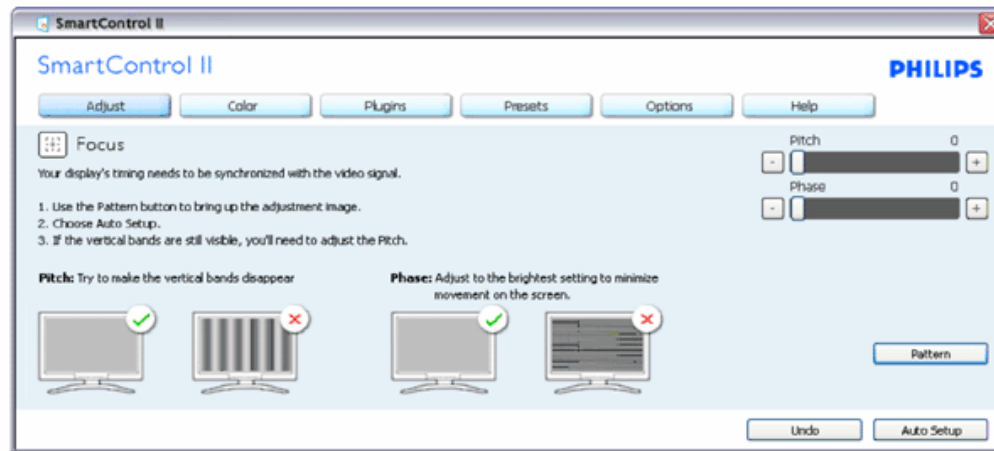 SmartControl II
SmartControl II
PHILIPS
Adjust Color Plugins Presets Options Help
Focus
Pitch 0
- +
Phase 0
- +
Your display's timing needs to be synchronized with the video signal.
1. Use the Pattern button to bring up the adjustment image.
2. Choose Auto Setup.
3. If the vertical bands are still visible, you'll need to adjust the Pitch.
Pitch: Try to make the vertical bands disappear
Phase: Adjust to the brightest setting to minimize
movement on the screen.
Pattern
Undo Auto Setup